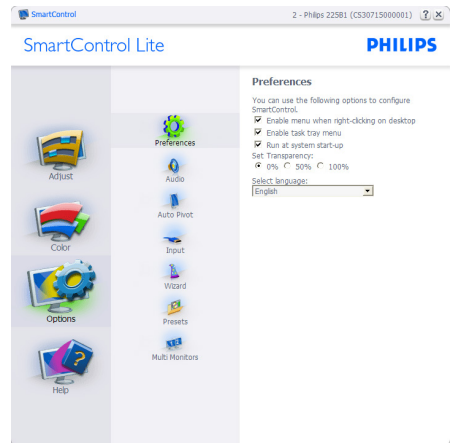 SmartControl
2 - Philips 225B1 (CS30715000001)
SmartControl Lite
PHILIPS
Adjust
Color
Options
Help
Preferences
Audio
Auto Pivot
Input
Wizard
Presets
Multi Monitors
Preferences
You can use the following options to configure
SmartControl.
Enable menu when right-clicking on desktop
Enable task tray menu
Run at system start-up
Set Transparency:
0% 50% 100%
Select language:
English